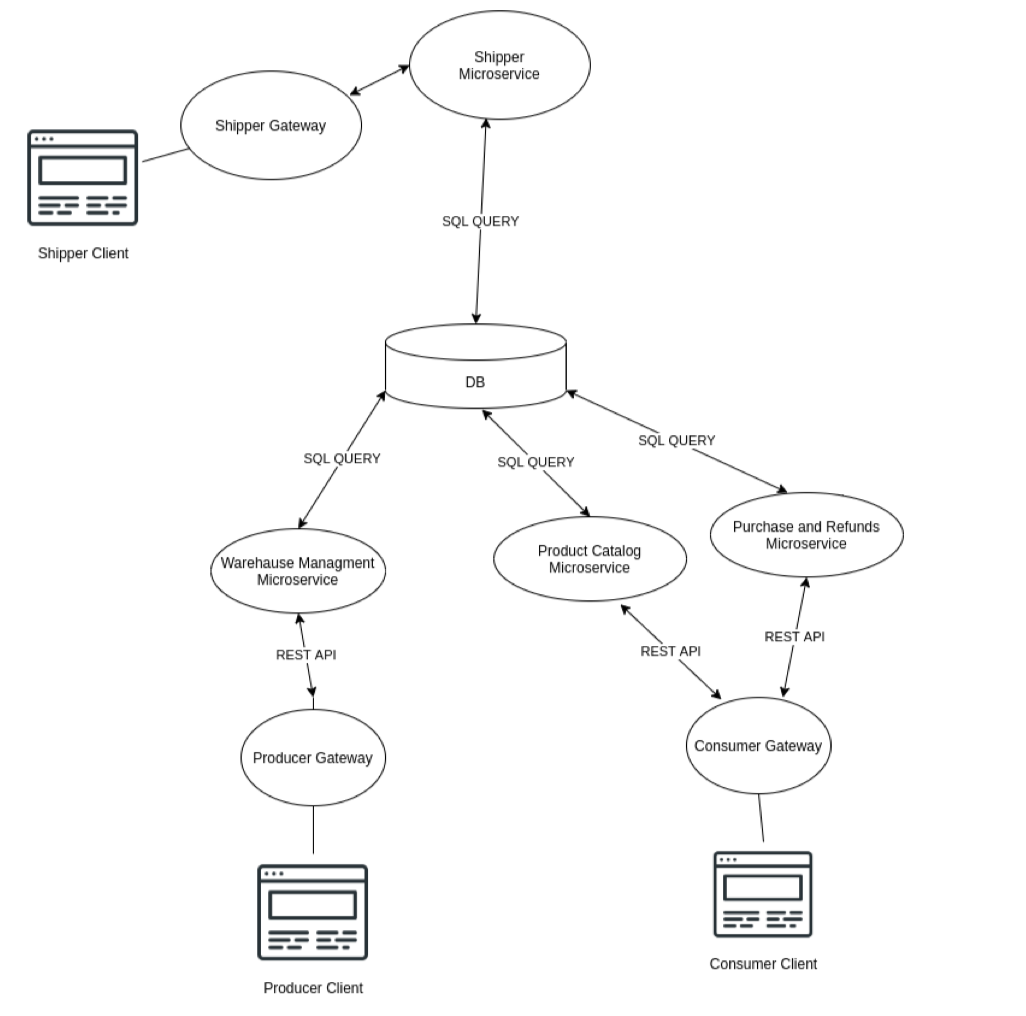 Shipper
Microservice
Shipper Gateway
Shipper Client
SQL QUERY
DB
SQL QUERY
SQL QUERY
SQL QUERY
Warehause Managment
Microservice
Product Catalog
Microservice
Purchase and Refunds
Microservice
REST API
REST API
REST API
Producer Gateway
Consumer Gateway
Producer Client
Consumer Client